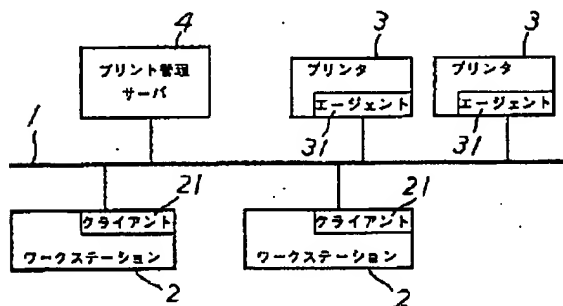 4
プリント管理
サーバ
3
プリンタ
エージェント
31
3
プリンタ
エージェント
31
1
21
クライアント
ワークステーション
2
21
クライアント
ワークステーション
2